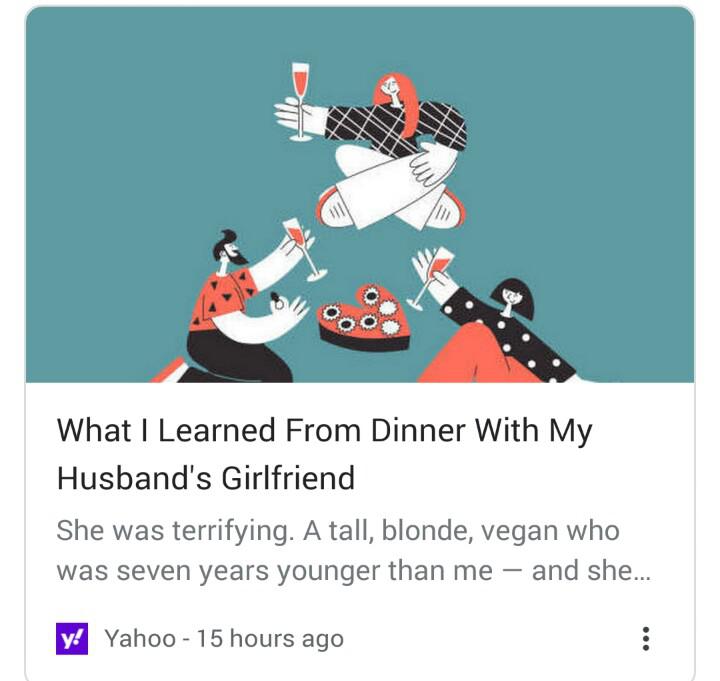 What I Learned From Dinner With My
Husband's Girlfriend
She was terrifying. A tall, blonde, vegan who
was seven years younger than me — and she...
y! Yahoo - 15 hours ago